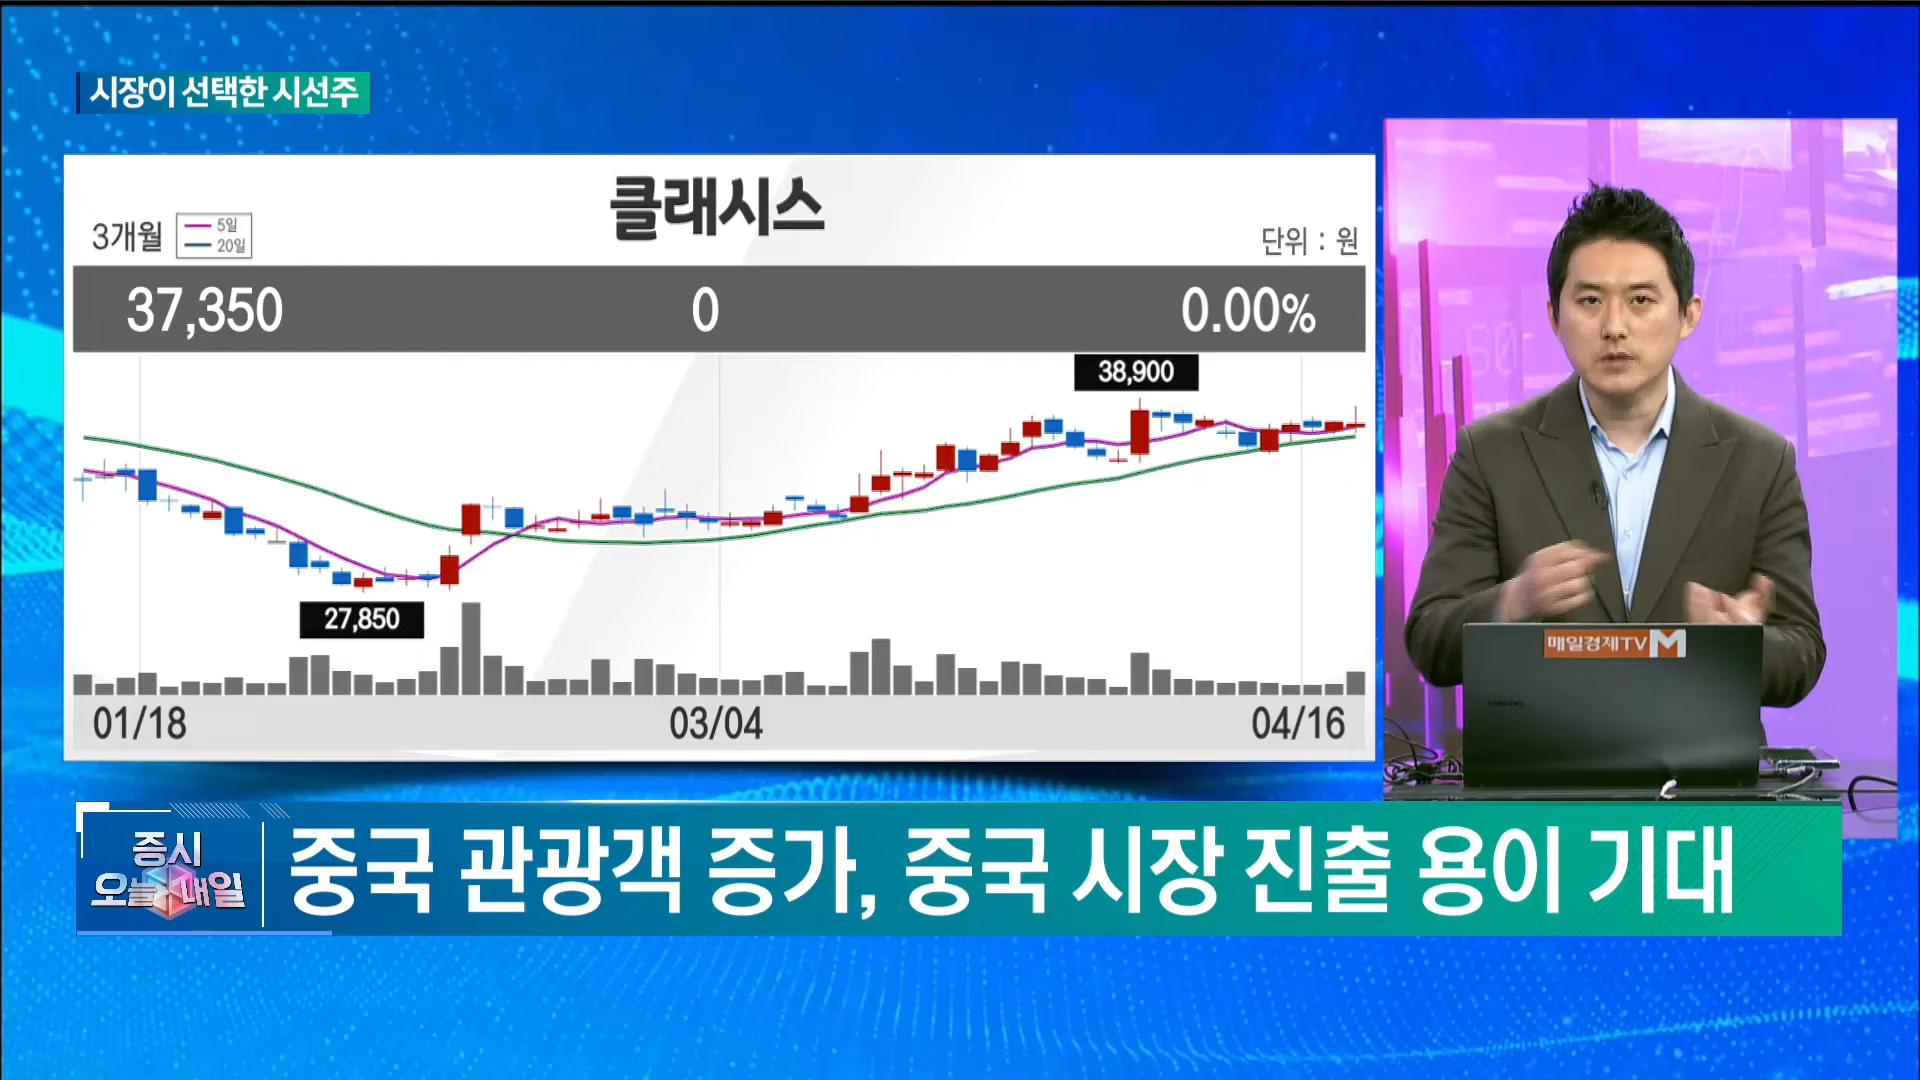 시장이 선택한 시선주
클래시스
3개월
5일
20일
단위 : 원
37,350 0 0.00%
38,900
27,850
01/18 03/04 04/16
매일경제TV M
SAMSUNG
증시
오늘 내일
중국 관광객 증가, 중국 시장 진출 용이 기대